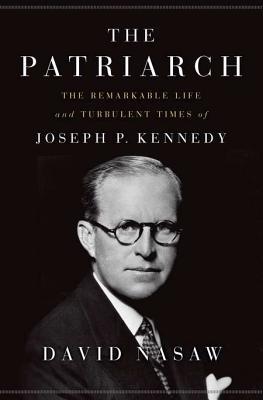 THE
PATRIARCH
THE REMARKABLE LIFE
and TURBULENT TIMES of
JOSEPH P. KENNEDY
DAVID NASAW